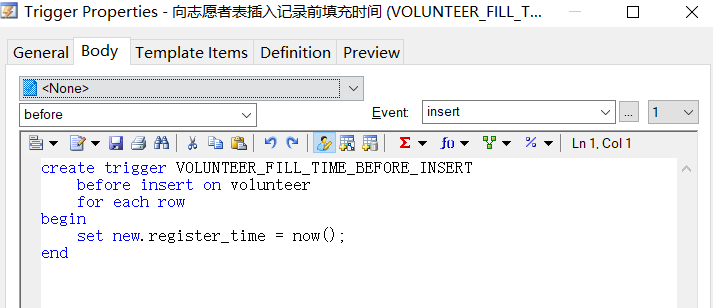 Trigger Properties - 向志愿者表插入记录前填充时间 (VOLUNTEER_FILL_T...
General Body Template Items Definition Preview
<None>
before Event: insert ... 1
Σ fo % Ln 1, Col 1
create trigger VOLUNTEER_FILL_TIME_BEFORE_INSERT
before insert on volunteer
for each row
begin
set new.register_time = now();
end